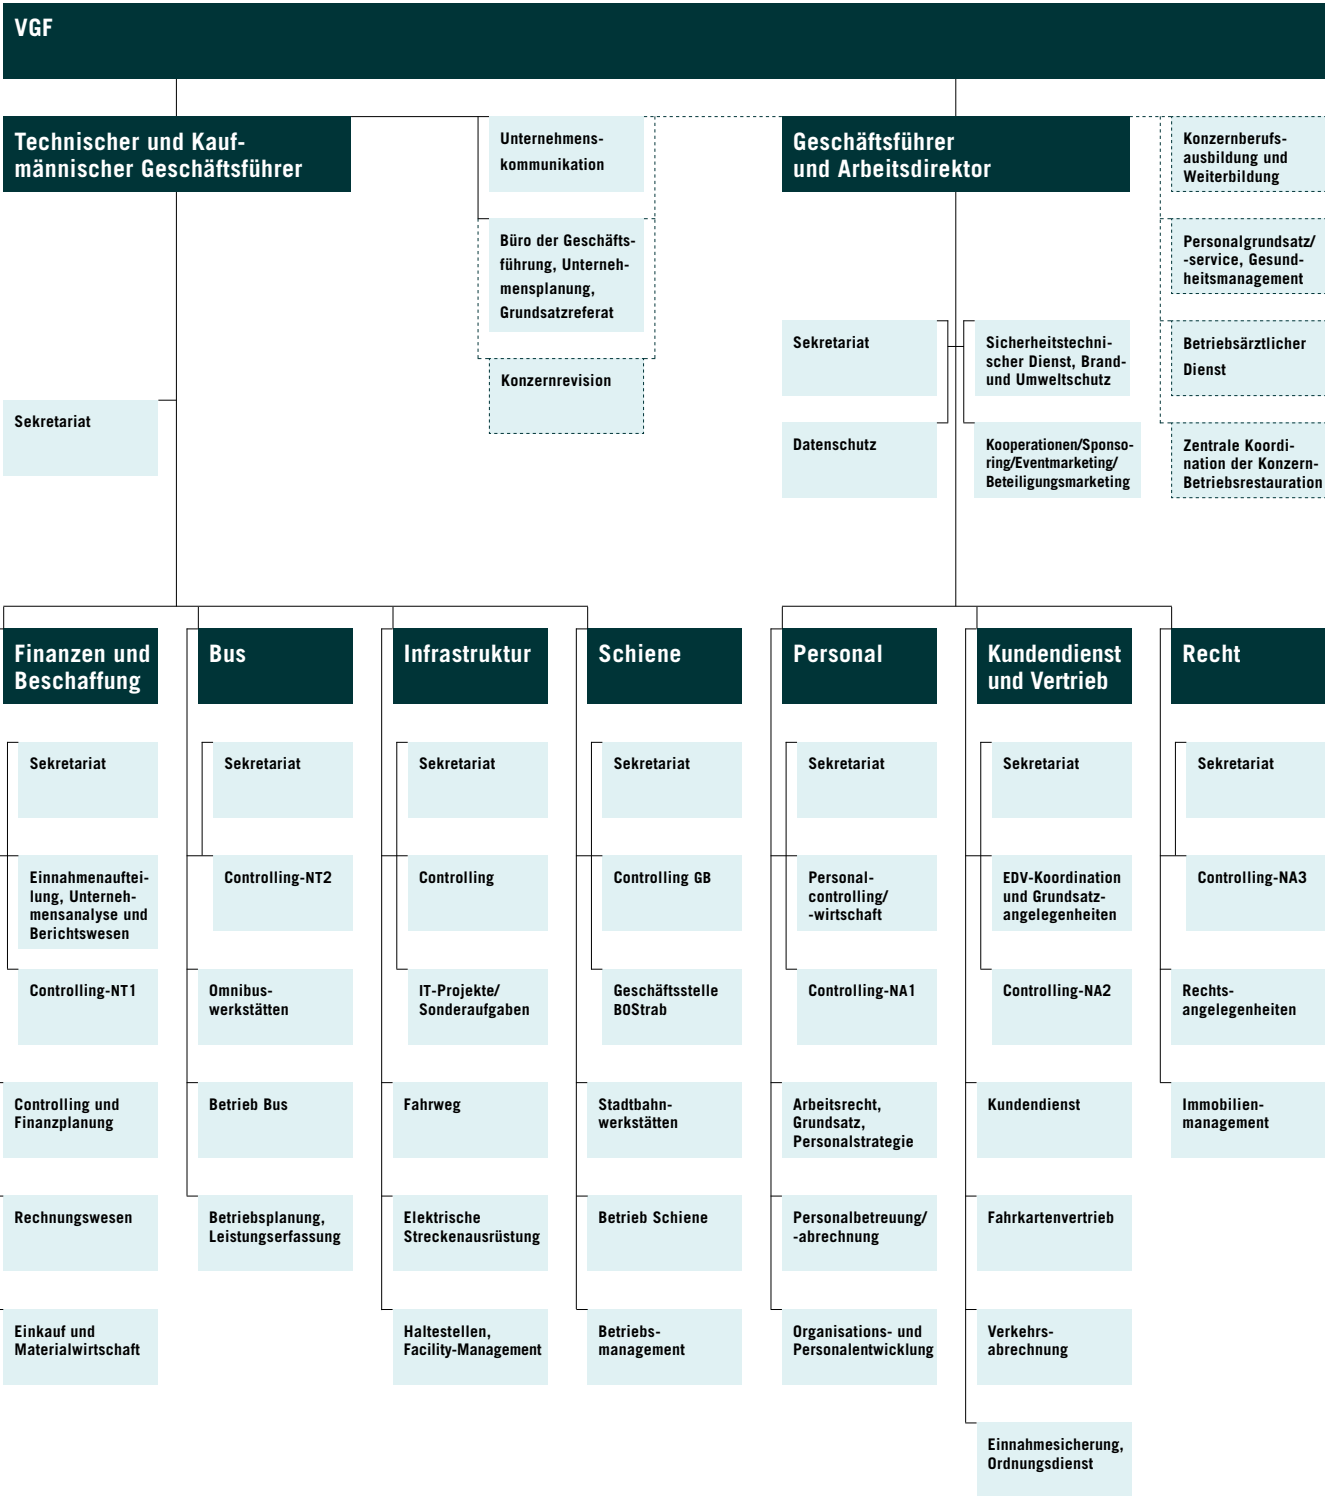 VGF
Technischer und Kauf-
männischer Geschäftsführer
Unternehmens-
kommunikation
Büro der Geschäfts-
führung, Unterneh-
mensplanung,
Grundsatzreferat
Konzernrevision
Sekretariat
Geschäftsführer
und Arbeitsdirektor
Konzernberufs-
ausbildung und
Weiterbildung
Personalgrundsatz/
-service, Gesund-
heitsmanagement
Sekretariat
Sicherheitstechni-
scher Dienst, Brand-
und Umweltschutz
Betriebsärztlicher
Dienst
Datenschutz
Kooperationen/Sponso-
ring/Eventmarketing/
Beteiligungsmarketing
Zentrale Koordi-
nation der Konzern-
Betriebsrestauration
Finanzen und
Beschaffung
Sekretariat
Einnahmenauftei-
lung, Unterneh-
mensanalyse und
Berichtswesen
Controlling-NT1
Controlling und
Finanzplanung
Rechnungswesen
Einkauf und
Materialwirtschaft
Bus
Sekretariat
Controlling-NT2
Omnibus-
werkstätten
Betrieb Bus
Betriebsplanung,
Leistungserfassung
Infrastruktur
Sekretariat
Controlling
IT-Projekte/
Sonderaufgaben
Fahrweg
Elektrische
Streckenausrüstung
Haltestellen,
Facility-Management
Schiene
Sekretariat
Controlling GB
Geschäftsstelle
BOStrab
Stadtbahn-
werkstätten
Betrieb Schiene
Betriebs-
management
Personal
Sekretariat
Personal-
controlling/
-wirtschaft
Controlling-NA1
Arbeitsrecht,
Grundsatz,
Personalstrategie
Personalbetreuung/
-abrechnung
Organisations- und
Personalentwicklung
Kundendienst
und Vertrieb
Sekretariat
EDV-Koordination
und Grundsatz-
angelegenheiten
Controlling-NA2
Kundendienst
Fahrkartenvertrieb
Verkehrs-
abrechnung
Einnahmesicherung,
Ordnungsdienst
Recht
Sekretariat
Controlling-NA3
Rechts-
angelegenheiten
Immobilien-
management